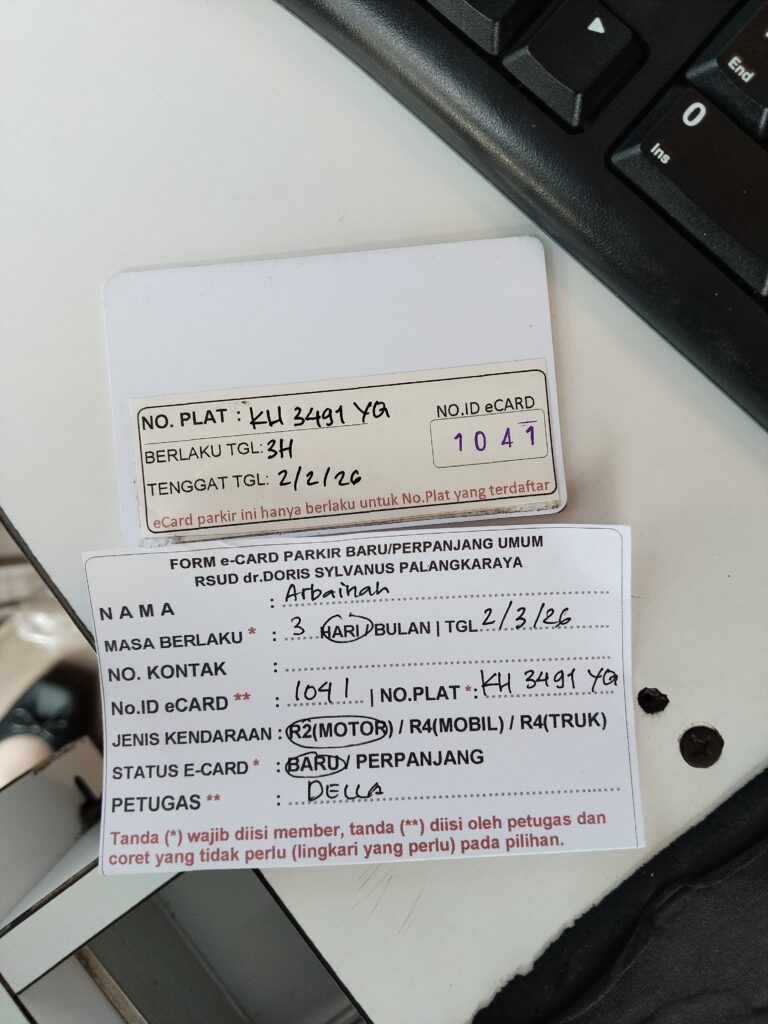 End
0
Ins
NO. PLAT : KH 3491 YQ
NO.ID eCARD
1041
BERLAKU TGL: 3H
TENGGAT TGL: 2/2/26
eCard parkir ini hanya berlaku untuk No.Plat yang terdaftar
FORM e-CARD PARKIR BARU/PERPANJANG UMUM
RSUD dr.DORIS SYLVANUS PALANGKARAYA
NAMA : Arbainah
MASA BERLAKU * : 3 HARI/BULAN | TGL 2/3/26
NO. KONTAK :
No.ID eCARD ** : 1041 | NO.PLAT *: KH 3491 YQ
JENIS KENDARAAN : R2(MOTOR) / R4(MOBIL) / R4(TRUK)
STATUS E-CARD * : BARU/ PERPANJANG
PETUGAS ** : DELLA
Tanda (*) wajib diisi member, tanda (**) diisi oleh petugas dan
coret yang tidak perlu (lingkari yang perlu) pada pilihan.